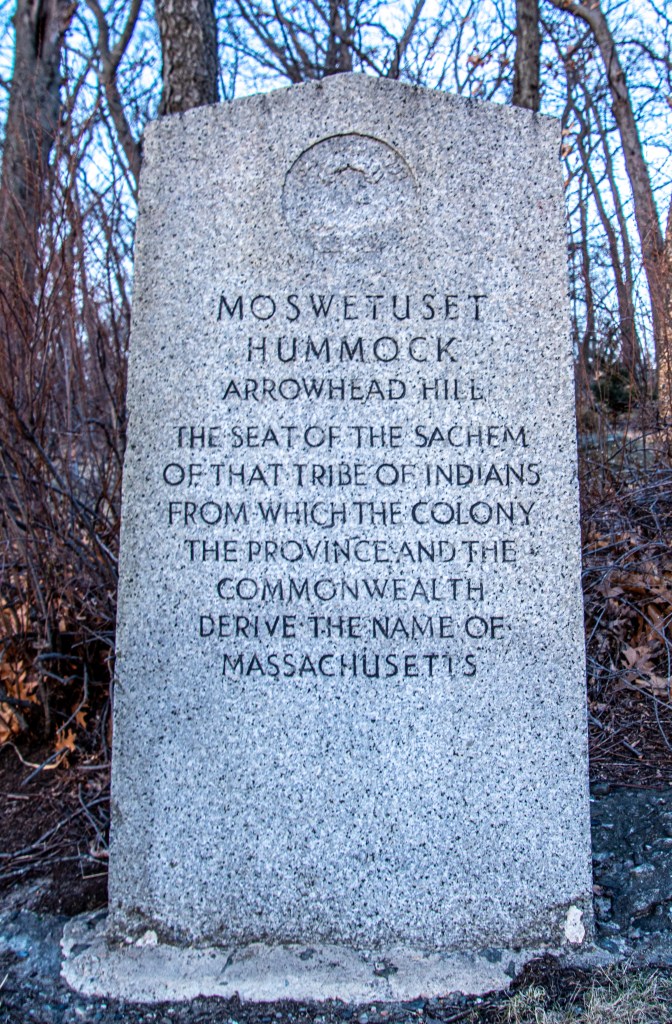 MOSWETUSET
HUMMOCK
ARROWHEAD HILL
THE SEAT OF THE SACHEM
OF THAT TRIBE OF INDIANS
FROM WHICH THE COLONY
THE PROVINCE AND THE
COMMONWEALTH
DERIVE THE NAME OF
MASSACHUSETTS